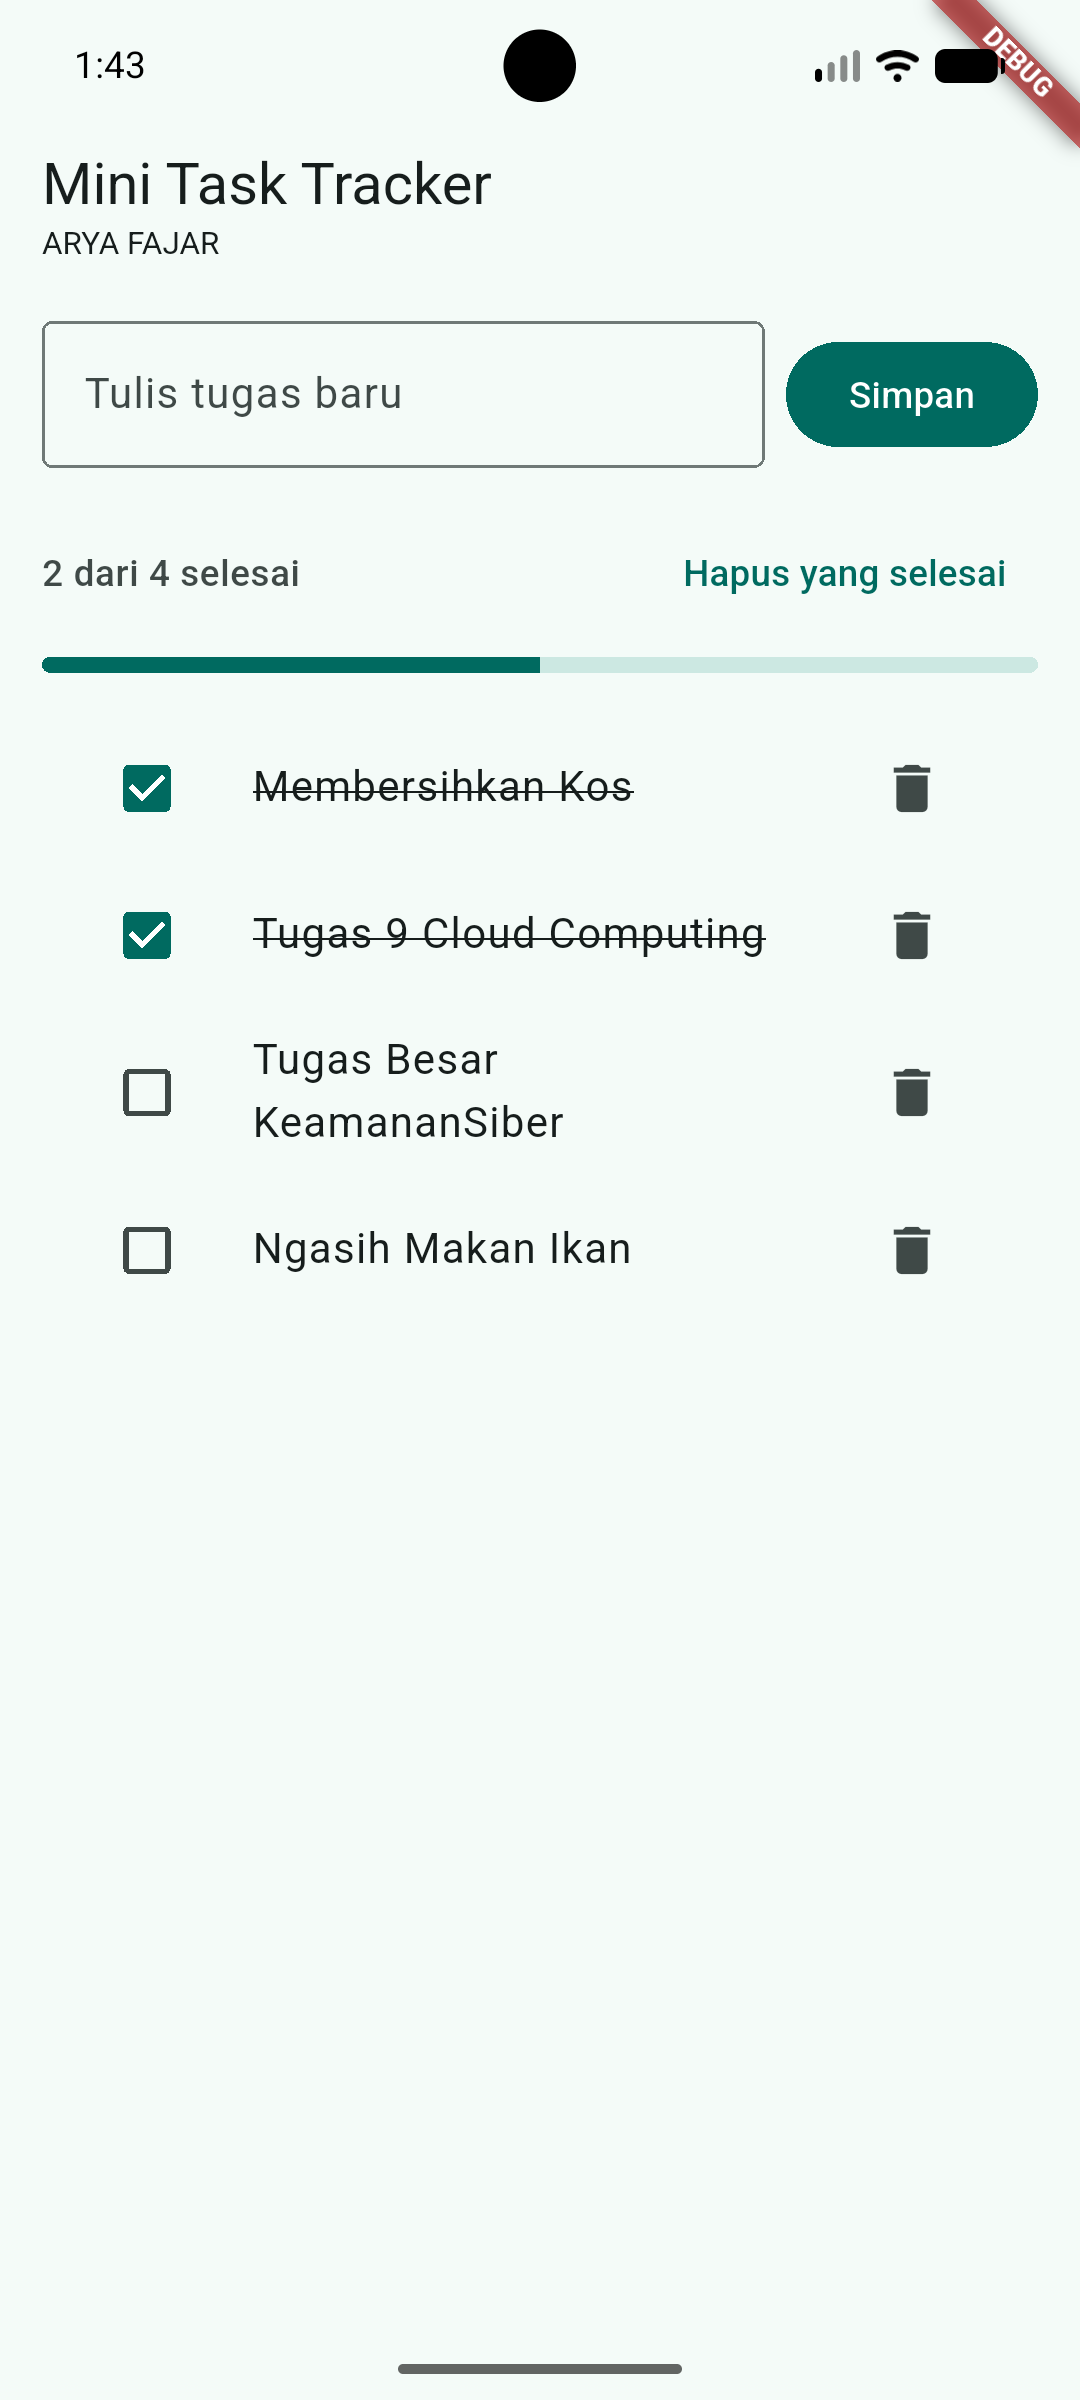 1:43
DEBUG
Mini Task Tracker
ARYA FAJAR
Tulis tugas baru
Simpan
2 dari 4 selesai
Hapus yang selesai
Membersihkan Kos
Tugas 9 Cloud Computing
Tugas Besar
KeamananSiber
Ngasih Makan Ikan